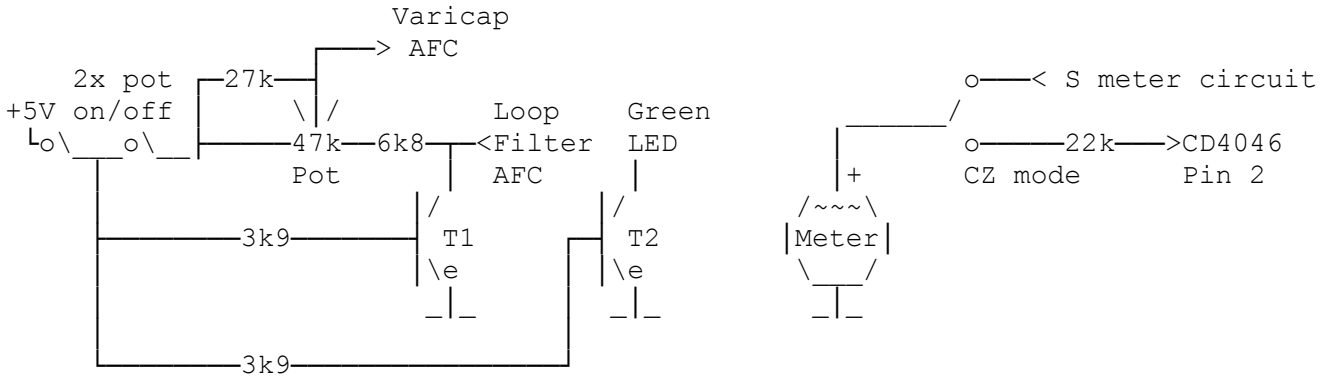 Varicap
AFC
2x pot 27k S meter circuit
+5V on/off Loop Green
47k 6k8 Filter LED 22k CD4046
Pot AFC + CZ mode Pin 2
3k9 T1 T2 Meter
e e
3k9